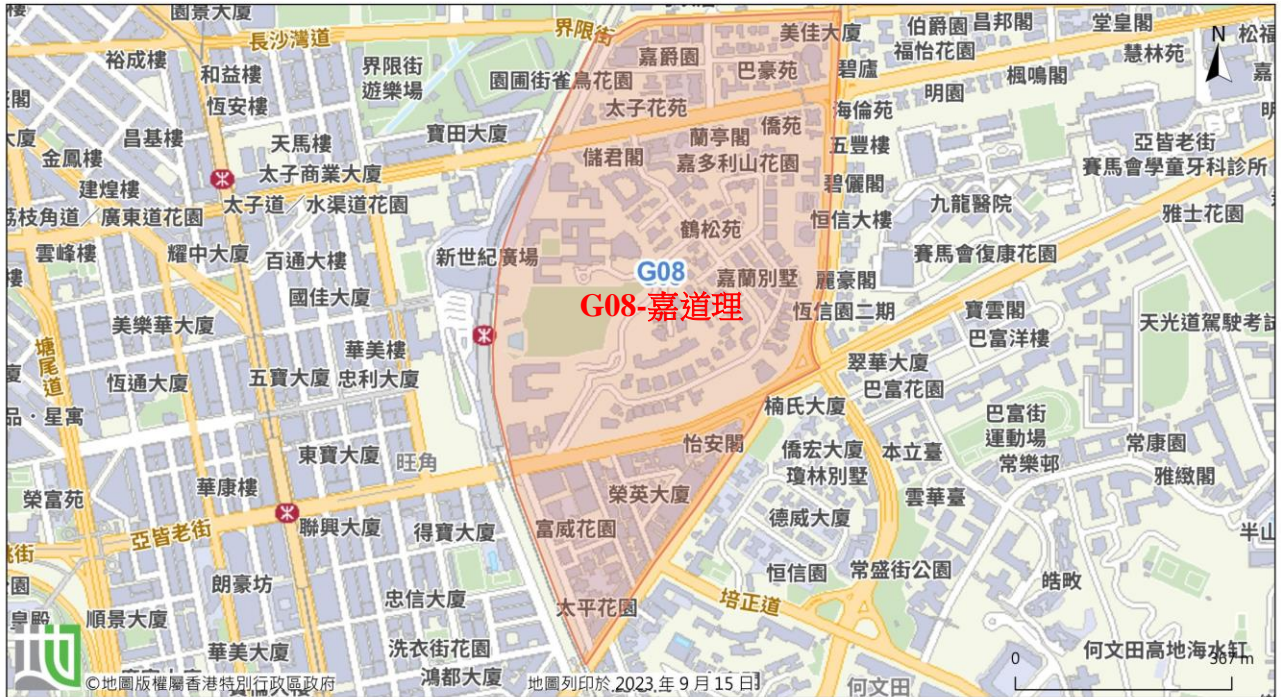 園景大廈
界限街
長沙灣道
美佳大廈
伯爵園
昌邦閣
堂皇閣
N
松福
裕成樓
和益樓
界限街
遊樂場
園圃街雀鳥花園
嘉爵園
巴豪苑
碧廬
福怡花園
慧林苑
恆安樓
太子花苑
海倫苑
明園
楓鳴閣
昌基樓
天馬樓
寶田大廈
蘭亭閣
僑苑
五豐樓
亞皆老街
賽馬會學童牙科診所
金鳳樓
太子商業大廈
儲君閣
嘉多利山花園
建煌樓
碧儷閣
荔枝角道／廣東道花園
太子道／水渠道花園
九龍醫院
雅士花園
鶴松苑
恒信大樓
雲峰樓
耀中大廈
百通大樓
新世紀廣場
賽馬會復康花園
G08
嘉蘭別墅
麗豪閣
國佳大廈
G08-嘉道理
恆信園二期
寶雲閣
美樂華大廈
塘尾道
華美樓
巴富洋樓
天光道駕駛考試
恆通大廈
五寶大廈
忠利大廈
翠華大廈
巴富花園
品·星寓
楠氏大廈
巴富街
運動場
東寶大廈
旺角
怡安閣
僑宏大廈
本立臺
常樂邨
常康園
華康樓
榮英大廈
瓊林別墅
雅緻閣
榮富苑
雲華臺
亞皆老街
聯興大廈
得寶大廈
富威花園
德威大廈
半山
朗豪坊
恒信園
常盛街公園
皓畋
忠信大廈
太平花園
培正道
順景大廈
華美大廈
洗衣街花園
何文田高地海水缸
0
367 m
©地圖版權屬香港特別行政區政府
鴻都大廈
地圖列印於 2023 年 9 月 15 日
何文田